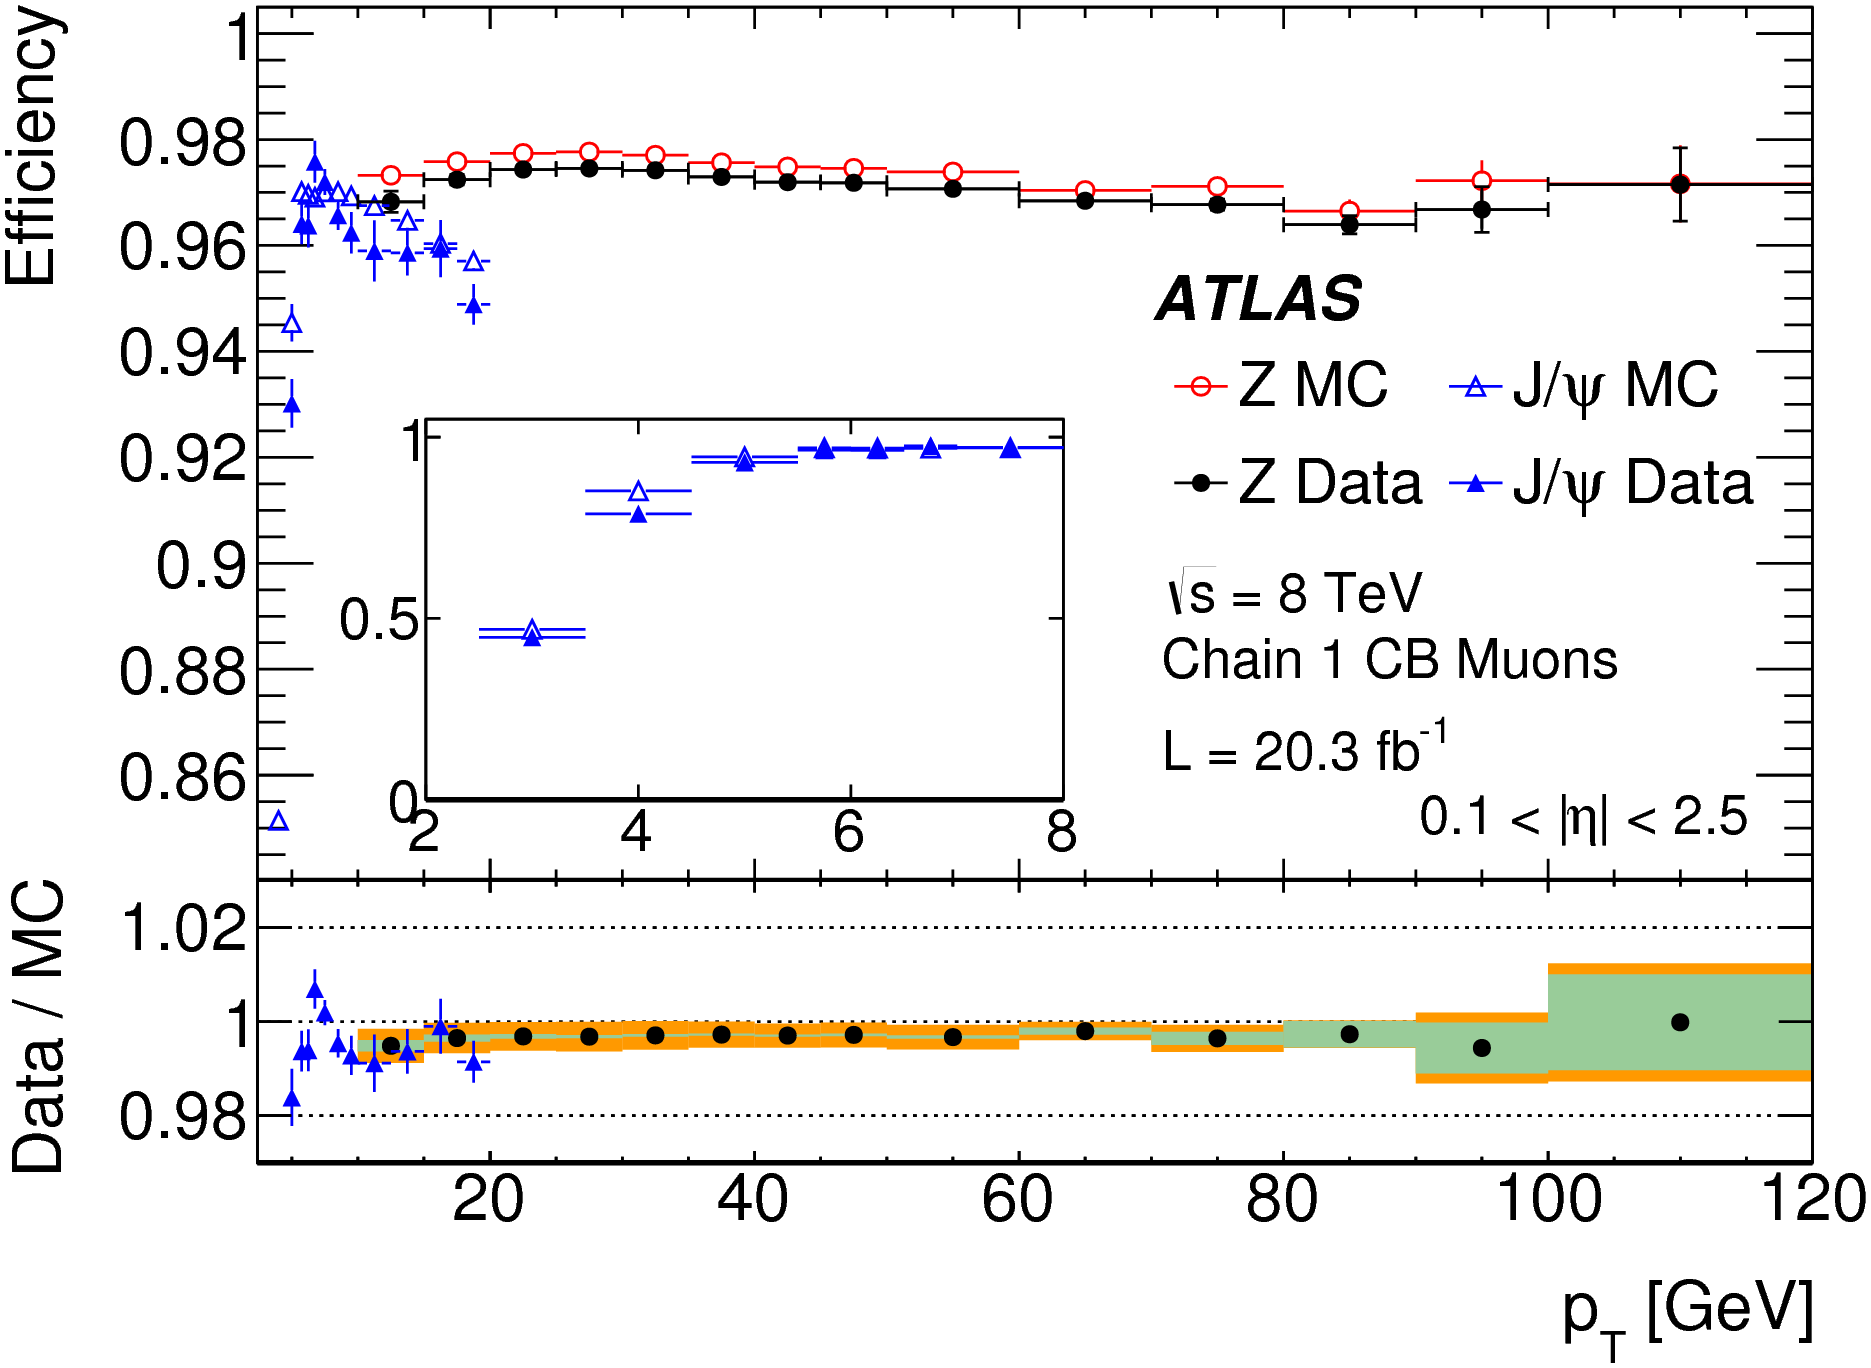 Efficiency
1
0.98
0.96
0.94
0.92
0.9
0.88
0.86
ATLAS
Z MC
J/ψ MC
Z Data
J/ψ Data
√s = 8 TeV
Chain 1 CB Muons
L = 20.3 fb⁻¹
0.1 < |η| < 2.5
1
0.5
0
2 4 6 8
Data / MC
1.02
1
0.98
20 40 60 80 100 120
p_T [GeV]